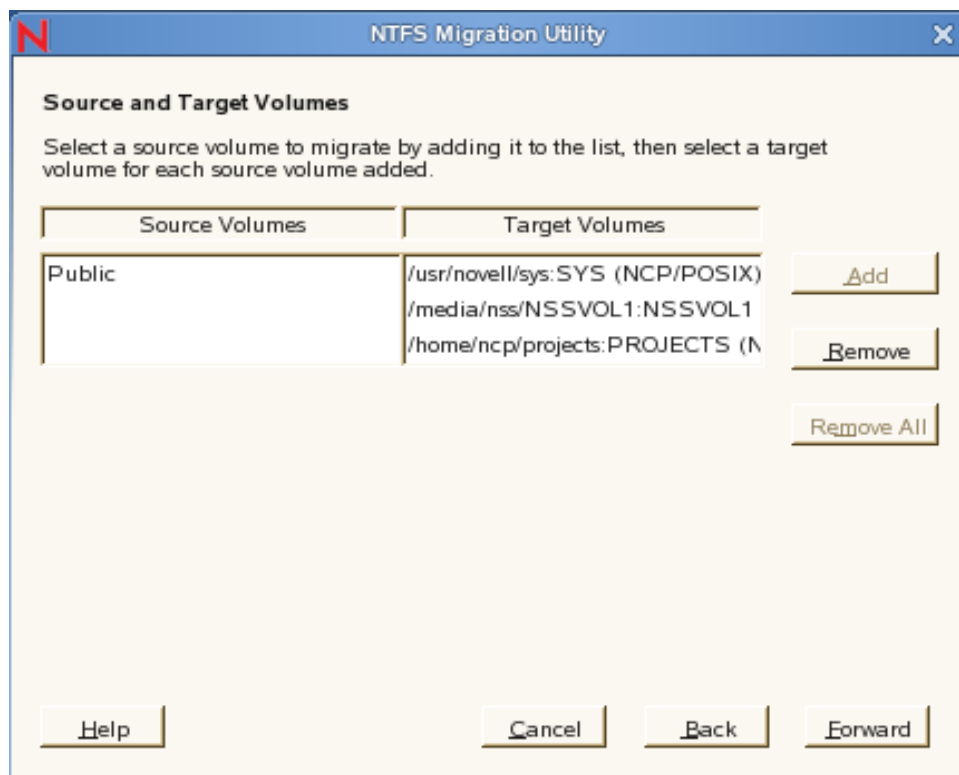 NTFS Migration Utility
Source and Target Volumes
Select a source volume to migrate by adding it to the list, then select a target
volume for each source volume added.
Source Volumes Target Volumes
Public /usr/novell/sys:SYS (NCP/POSIX) Add
/media/nss/NSSVOL1:NSSVOL1
/home/ncp/projects:PROJECTS (N Remove
Remove All
Help Cancel Back Forward